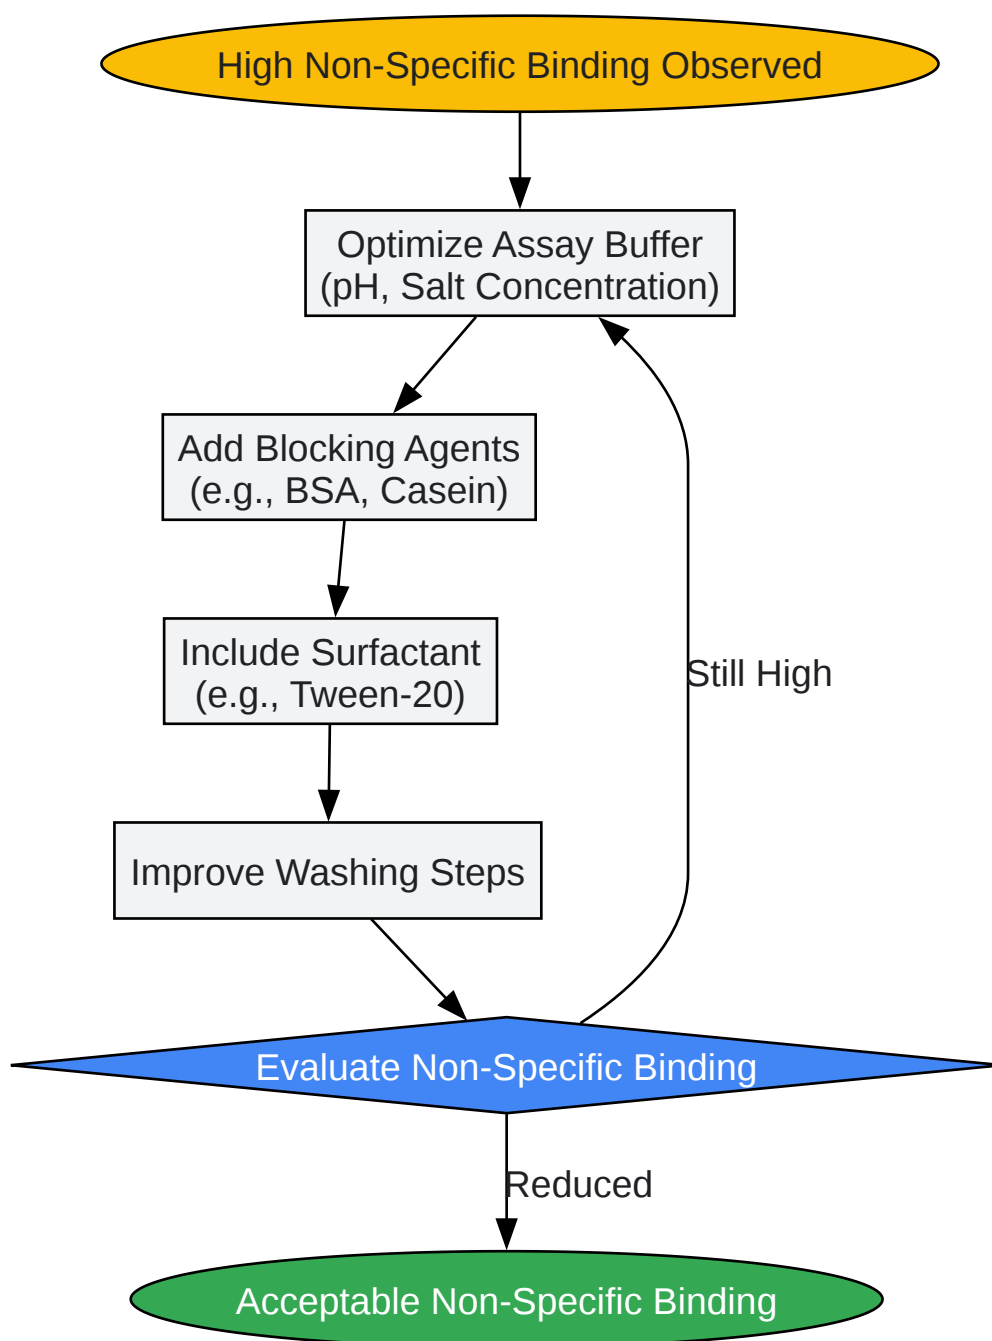 High Non-Specific Binding Observed
Optimize Assay Buffer
(pH, Salt Concentration)
Add Blocking Agents
(e.g., BSA, Casein)
Include Surfactant
(e.g., Tween-20)
Still High
Improve Washing Steps
Evaluate Non-Specific Binding
Reduced
Acceptable Non-Specific Binding